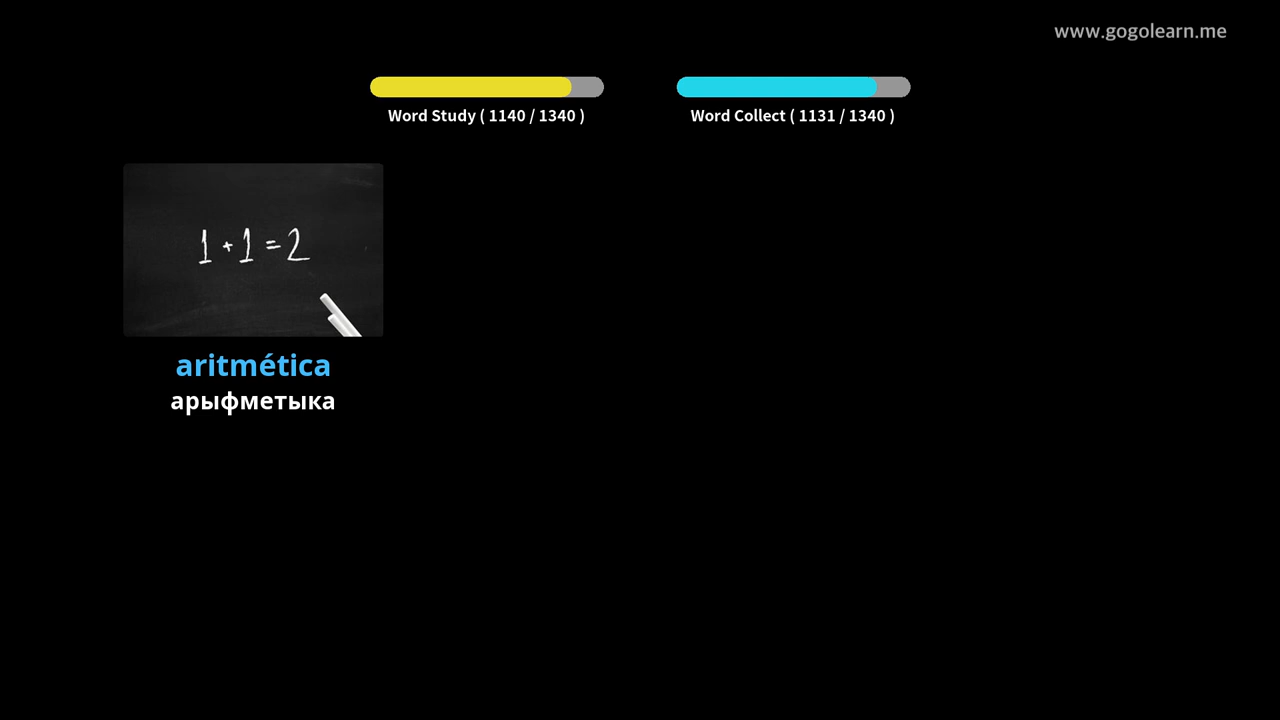 www.gogolearn.me
Word Study ( 1140 / 1340 )
Word Collect ( 1131 / 1340 )
1 + 1 = 2
aritmética
арыфметыка